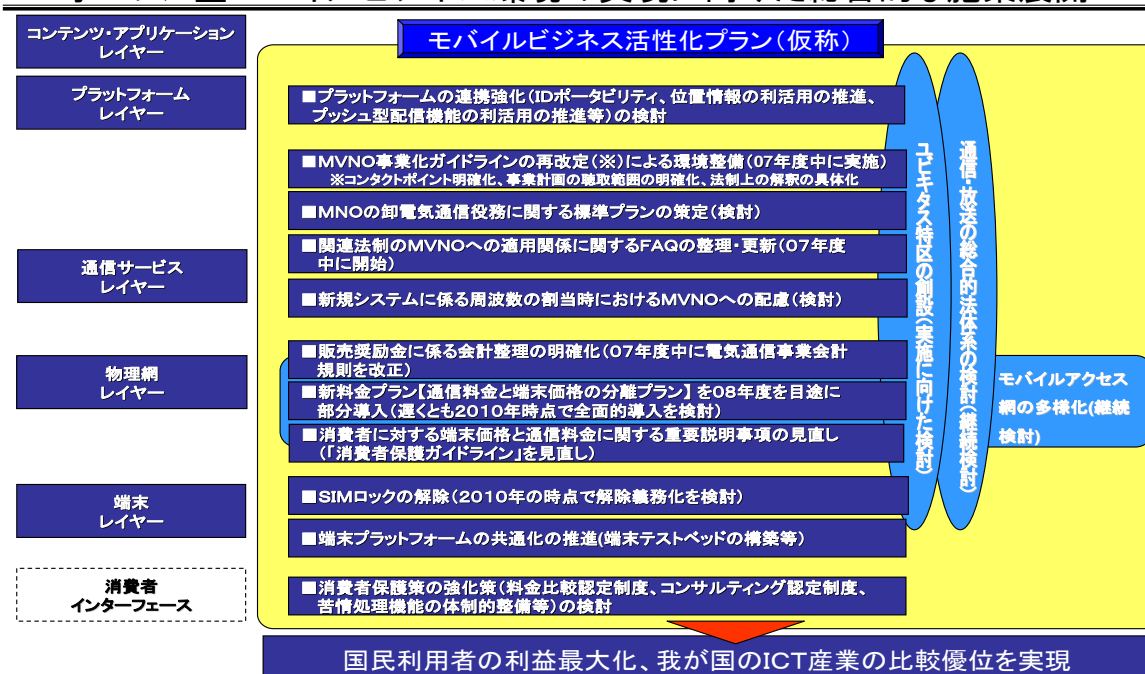 コンテンツ・アプリケーション
レイヤー
モバイルビジネス活性化プラン(仮称)
プラットフォーム
レイヤー
■プラットフォームの連携強化(IDポータビリティ、位置情報の利活用の推進、
プッシュ型配信機能の利活用の推進等)の検討
■MVNO事業化ガイドラインの再改定(※)による環境整備(07年度中に実施)
※コンタクトポイント明確化、事業計画の聴取範囲の明確化、法制上の解釈の具体化
■MNOの卸電気通信役務に関する標準プランの策定(検討)
通信サービス
レイヤー
■関連法制のMVNOへの適用関係に関するFAQの整理・更新(07年度
中に開始)
■新規システムに係る周波数の割当時におけるMVNOへの配慮(検討)
物理網
レイヤー
■販売奨励金に係る会計整理の明確化(07年度中に電気通信事業会計
規則を改正)
■新料金プラン【通信料金と端末価格の分離プラン】を08年度を目途に
部分導入(遅くとも2010年時点で全面的導入を検討)
■消費者に対する端末価格と通信料金に関する重要説明事項の見直し
(「消費者保護ガイドライン」を見直し)
端末
レイヤー
■SIMロックの解除(2010年の時点で解除義務化を検討)
■端末プラットフォームの共通化の推進(端末テストベッドの構築等)
消費者
インターフェース
■消費者保護策の強化策(料金比較認定制度、コンサルティング認定制度、
苦情処理機能の体制的整備等)の検討
ユビキタス特区の創設(実施に向けた検討)
通信・放送の総合的法体系の検討(継続検討)
モバイルアクセス
網の多様化(継続
検討)
国民利用者の利益最大化、我が国のICT産業の比較優位を実現